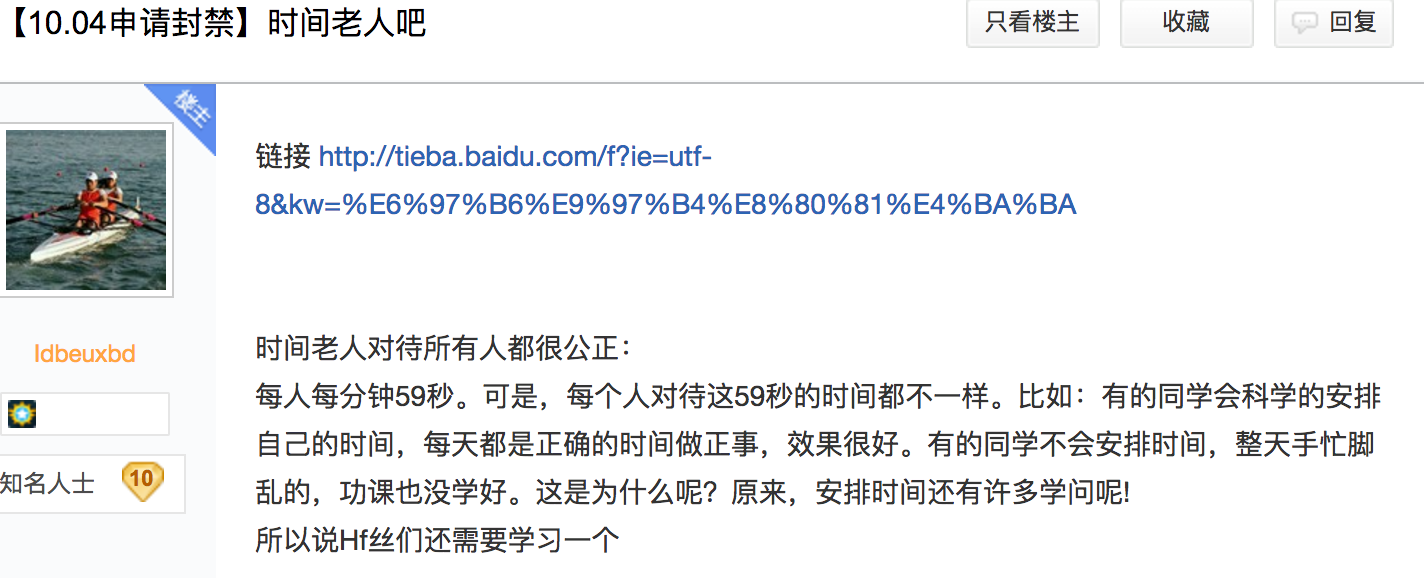 【10.04申请封禁】时间老人吧
只看楼主
收藏
回复
楼主
链接 http://tieba.baidu.com/f?ie=utf-
8&kw=%E6%97%B6%E9%97%B4%E8%80%81%E4%BA%BA
ldbeuxbd
知名人士 10
时间老人对待所有人都很公正：
每人每分钟59秒。可是，每个人对待这59秒的时间都不一样。比如：有的同学会科学的安排
自己的时间，每天都是正确的时间做正事，效果很好。有的同学不会安排时间，整天手忙脚
乱的，功课也没学好。这是为什么呢？原来，安排时间还有许多学问呢!
所以说Hf丝们还需要学习一个